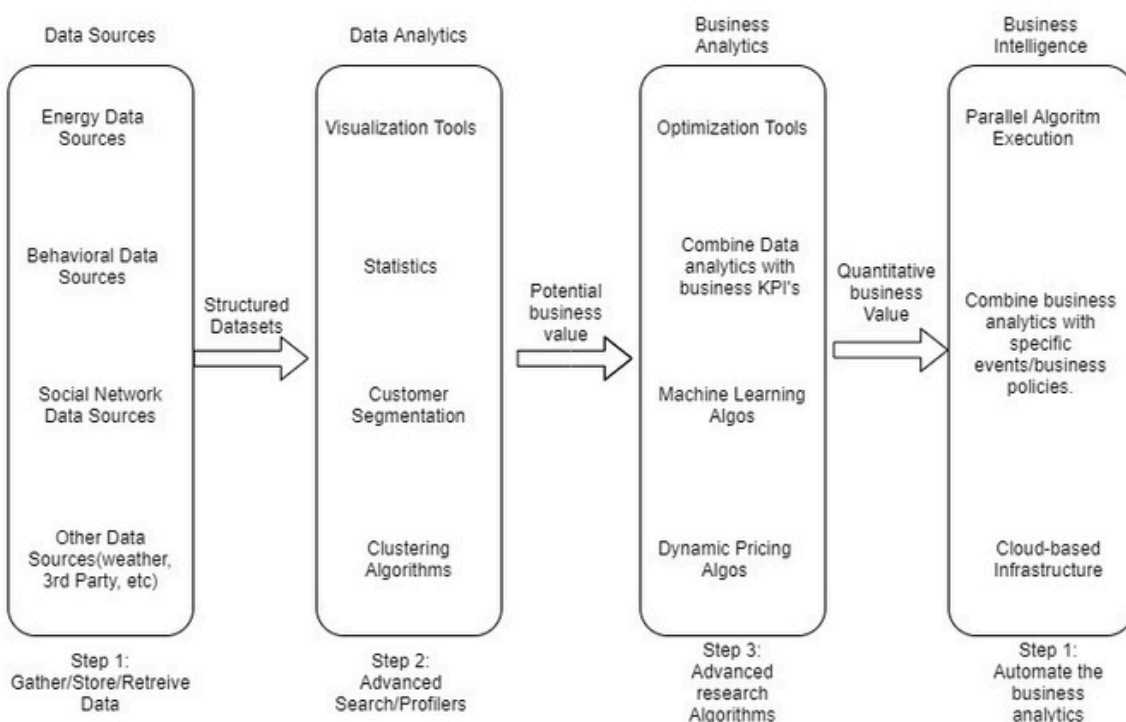 Data Sources
Energy Data
Sources
Behavioral Data
Sources
Social Network
Data Sources
Other Data
Sources(weather,
3rd Party, etc)
Step 1:
Gather/Store/Retreive
Data
Structured
Datasets
Data Analytics
Visualization Tools
Statistics
Customer
Segmentation
Clustering
Algorithms
Step 2:
Advanced
Search/Profilers
Potential
business
value
Business
Analytics
Optimization Tools
Combine Data
analytics with
business KPI's
Machine Learning
Algos
Dynamic Pricing
Algos
Step 3:
Advanced
research
Algorithms
Quantitative
business
Value
Business
Intelligence
Parallel Algoritm
Execution
Combine business
analytics with
specific
events/business
policies.
Cloud-based
Infrastructure
Step 1:
Automate the
business
analytics